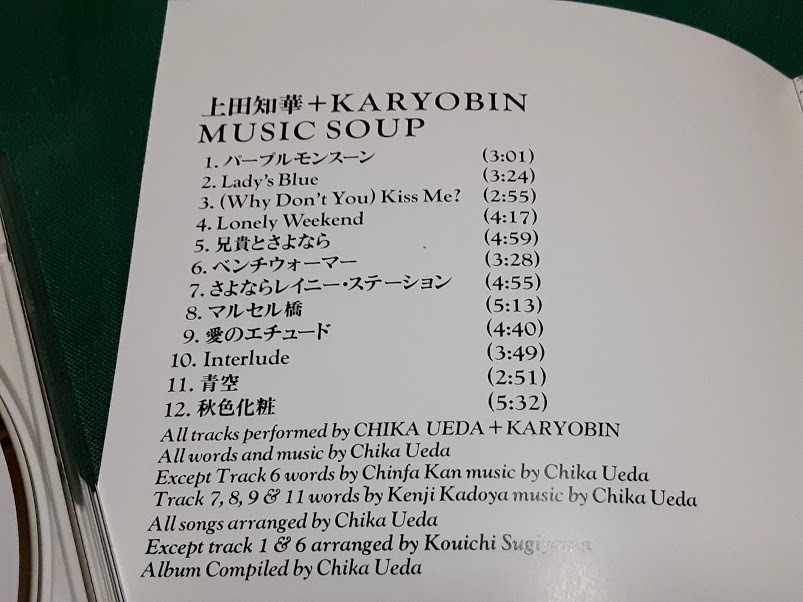 上田知華+KARYOBIN
MUSIC SOUP
1. パープルモンスーン (3:01)
2. Lady's Blue (3:24)
3. (Why Don't You) Kiss Me? (2:55)
4. Lonely Weekend (4:17)
5. 兄貴とさよなら (4:59)
6. ベンチウォーマー (3:28)
7. さよならレイニー・ステーション (4:55)
8. マルセル橋 (5:13)
9. 愛のエチュード (4:40)
10. Interlude (3:49)
11. 青空 (2:51)
12. 秋色化粧 (5:32)
All tracks performed by CHIKA UEDA+KARYOBIN
All words and music by Chika Ueda
Except Track 6 words by Chinfa Kan music by Chika Ueda
Track 7, 8, 9 & 11 words by Kenji Kadoya music by Chika Ueda
All songs arranged by Chika Ueda
Except track 1 & 6 arranged by Kouichi
Album Compiled by Chika Ueda